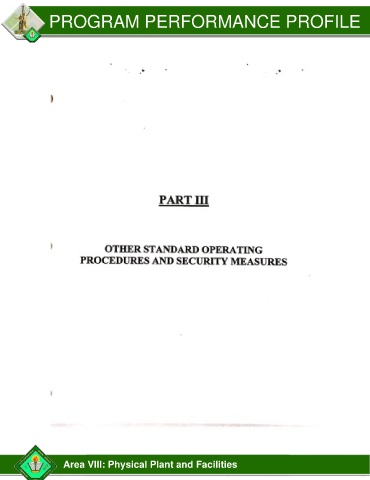 PROGRAM PERFORMANCE PROFILE
PART III
OTHER STANDARD OPERATING
PROCEDURES AND SECURITY MEASURES
Area VIII: Physical Plant and Facilities